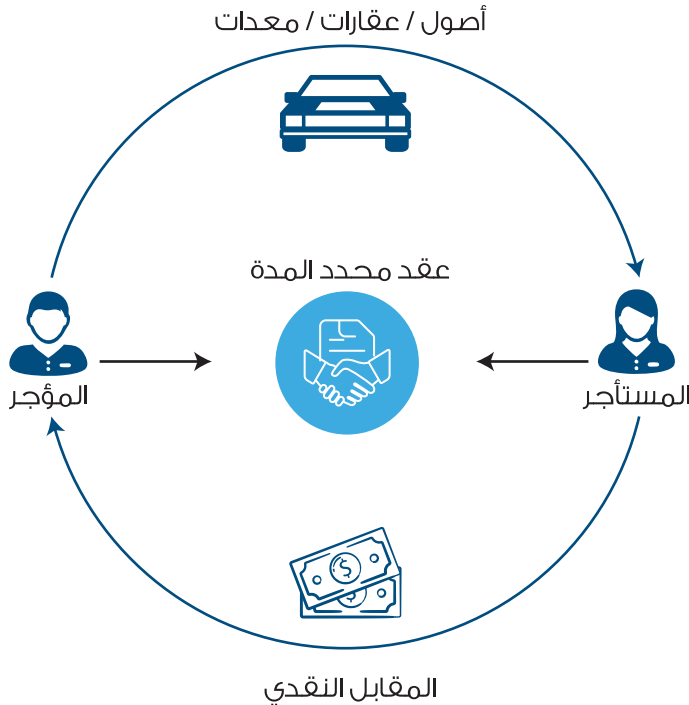 أصول / عقارات / معدات
عقد محدد المدة
المؤجر
المستأجر
المقابل النقدي